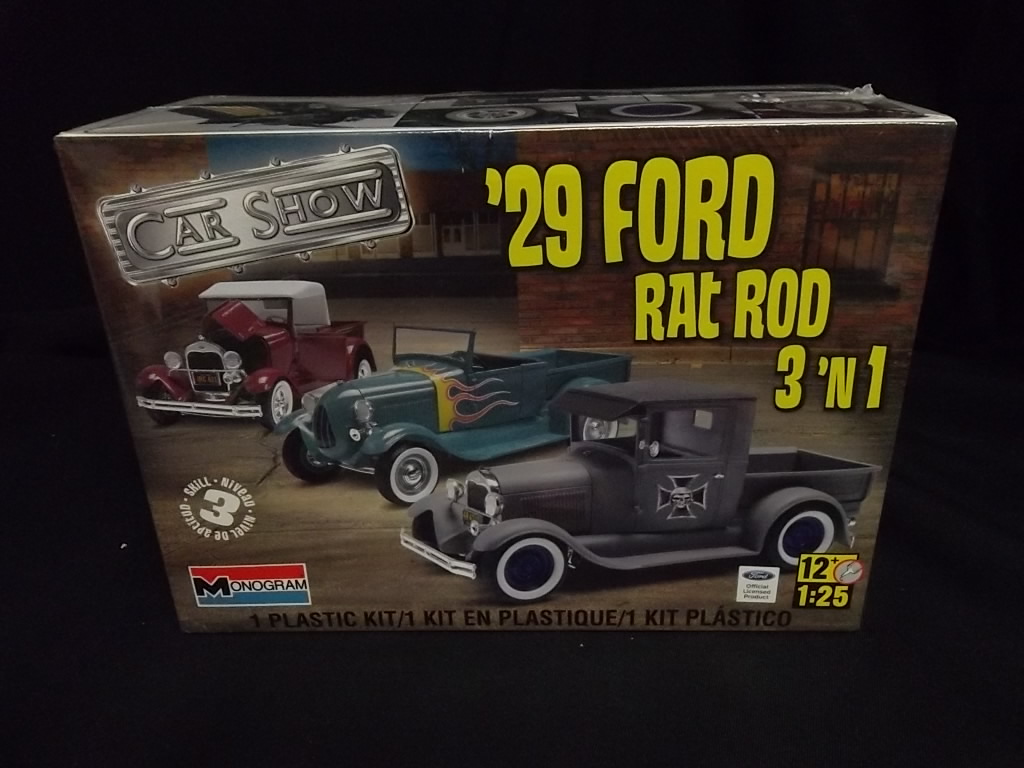 CAR SHOW
'29 FORD
RAt ROD
3 'N 1
SKILL • NIVEAU • NIVEL DE APTITUD •
3
MONOGRAM
Ford
Official
Licensed
Product
12+
1:25
1 PLASTIC KIT/1 KIT EN PLASTIQUE/1 KIT PLÁSTICO